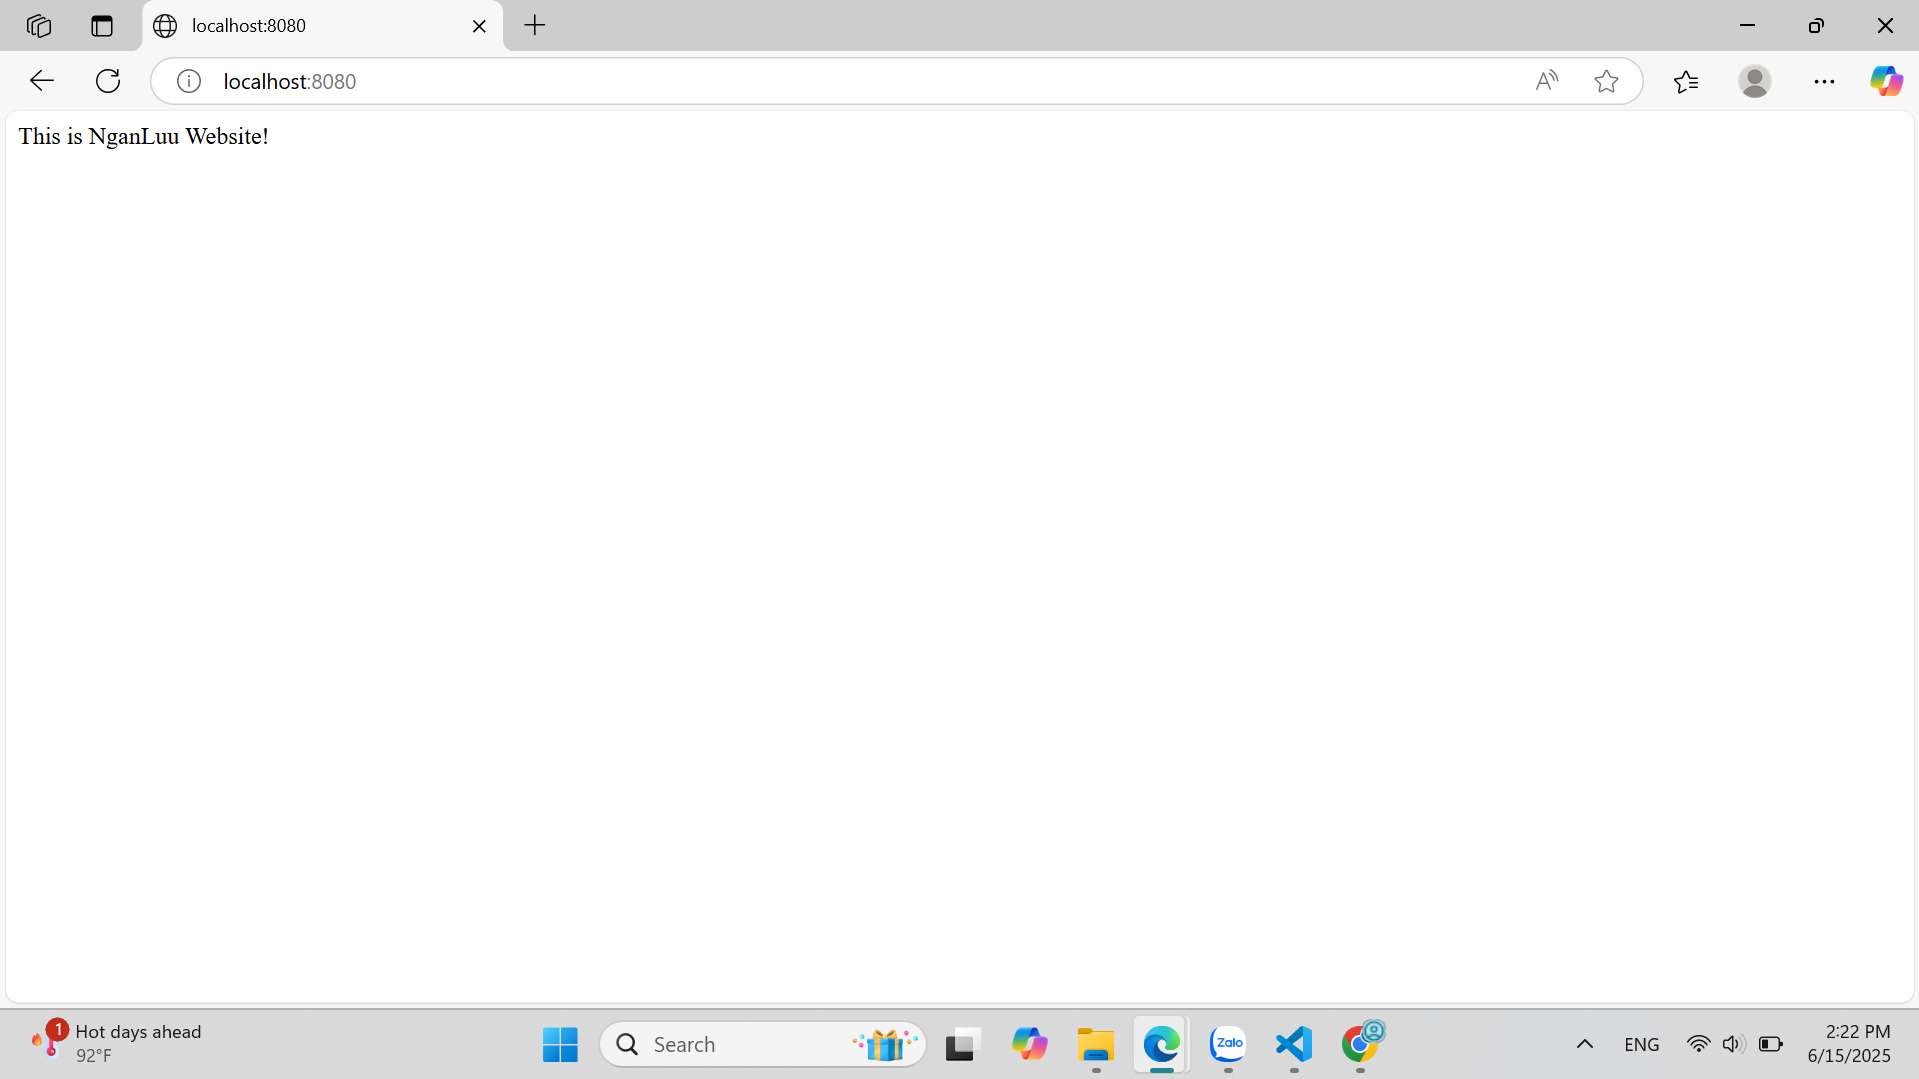 localhost:8080
localhost:8080
This is NganLuu Website!
1
Hot days ahead
92°F
Search
Zalo
ENG
2:22 PM
6/15/2025